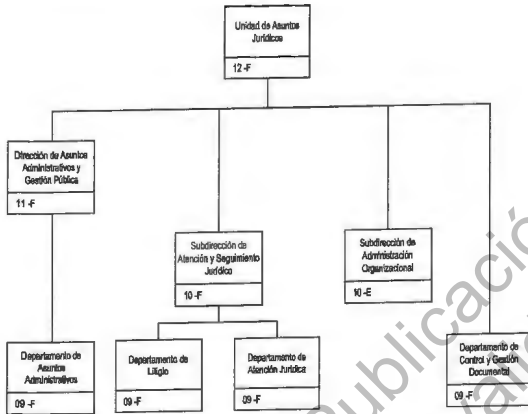 Unidad de Asuntos
Jurídicos
12 -F
Dirección de Asuntos
Administrativos y
Gestión Pública
11 -F
Subdirección de
Atención y Seguimiento
Jurídico
10 -F
Subdirección de
Administración
Organizacional
10 -E
Departamento de
Asuntos
Administrativos
09 -F
Departamento de
Litigio
09 -F
Departamento de
Atención Jurídica
09 -F
Departamento de
Control y Gestión
Documental
09 -F